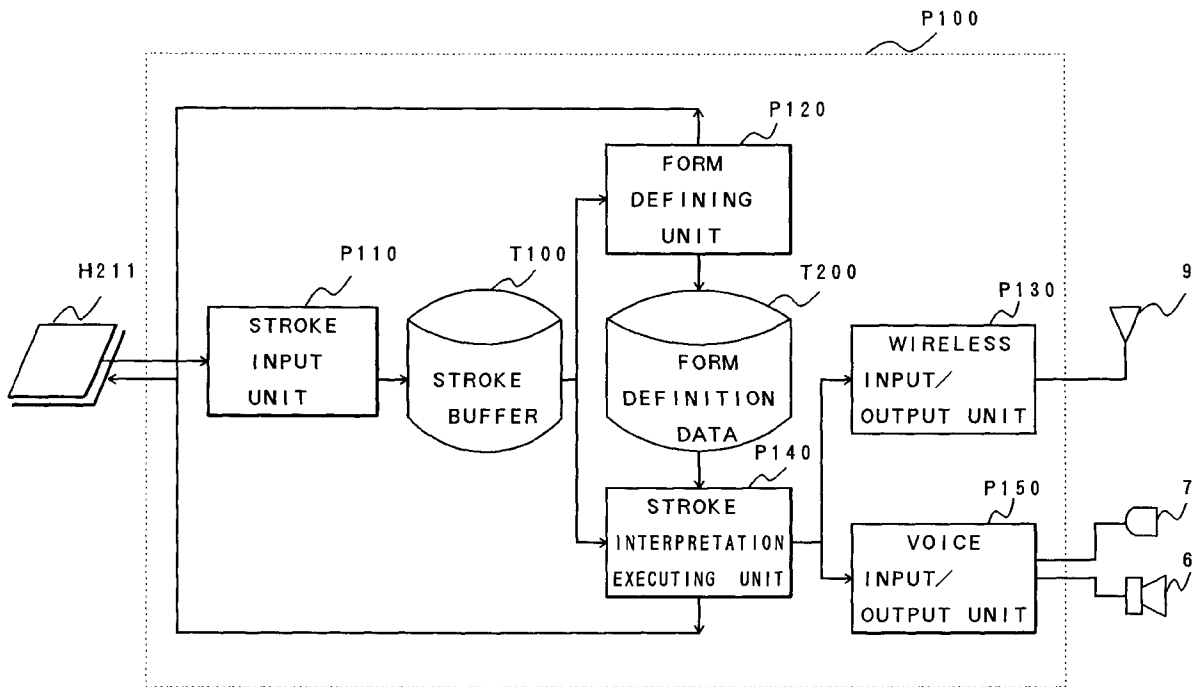 P100
P120
FORM
DEFINING
UNIT
H211
P110
STROKE
INPUT
UNIT
T100
STROKE
BUFFER
T200
FORM
DEFINITION
DATA
P130
WIRELESS
INPUT/
OUTPUT UNIT
9
P140
STROKE
INTERPRETATION
EXECUTING UNIT
P150
VOICE
INPUT/
OUTPUT UNIT
7
6